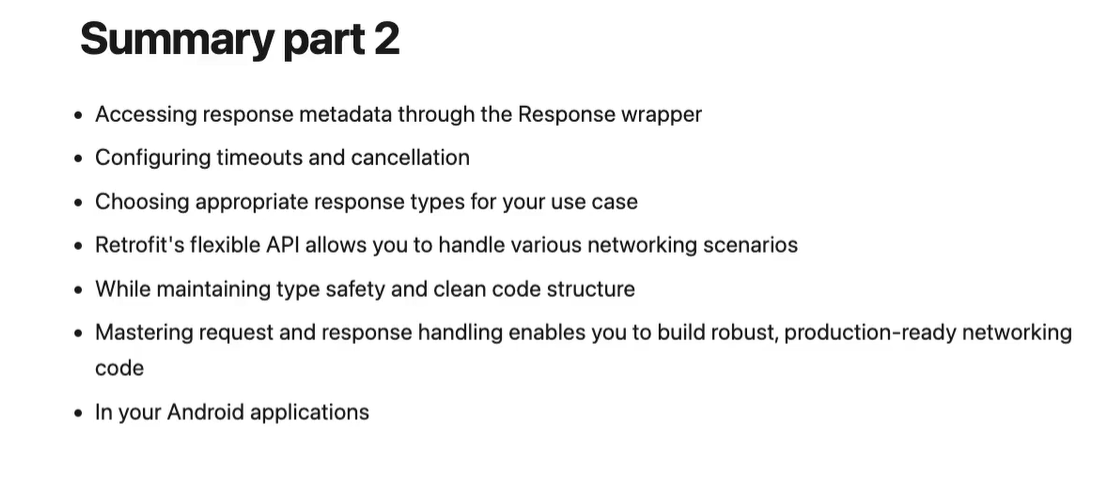 Summary part 2
• Accessing response metadata through the Response wrapper
• Configuring timeouts and cancellation
• Choosing appropriate response types for your use case
• Retrofit's flexible API allows you to handle various networking scenarios
• While maintaining type safety and clean code structure
• Mastering request and response handling enables you to build robust, production-ready networking
code
• In your Android applications